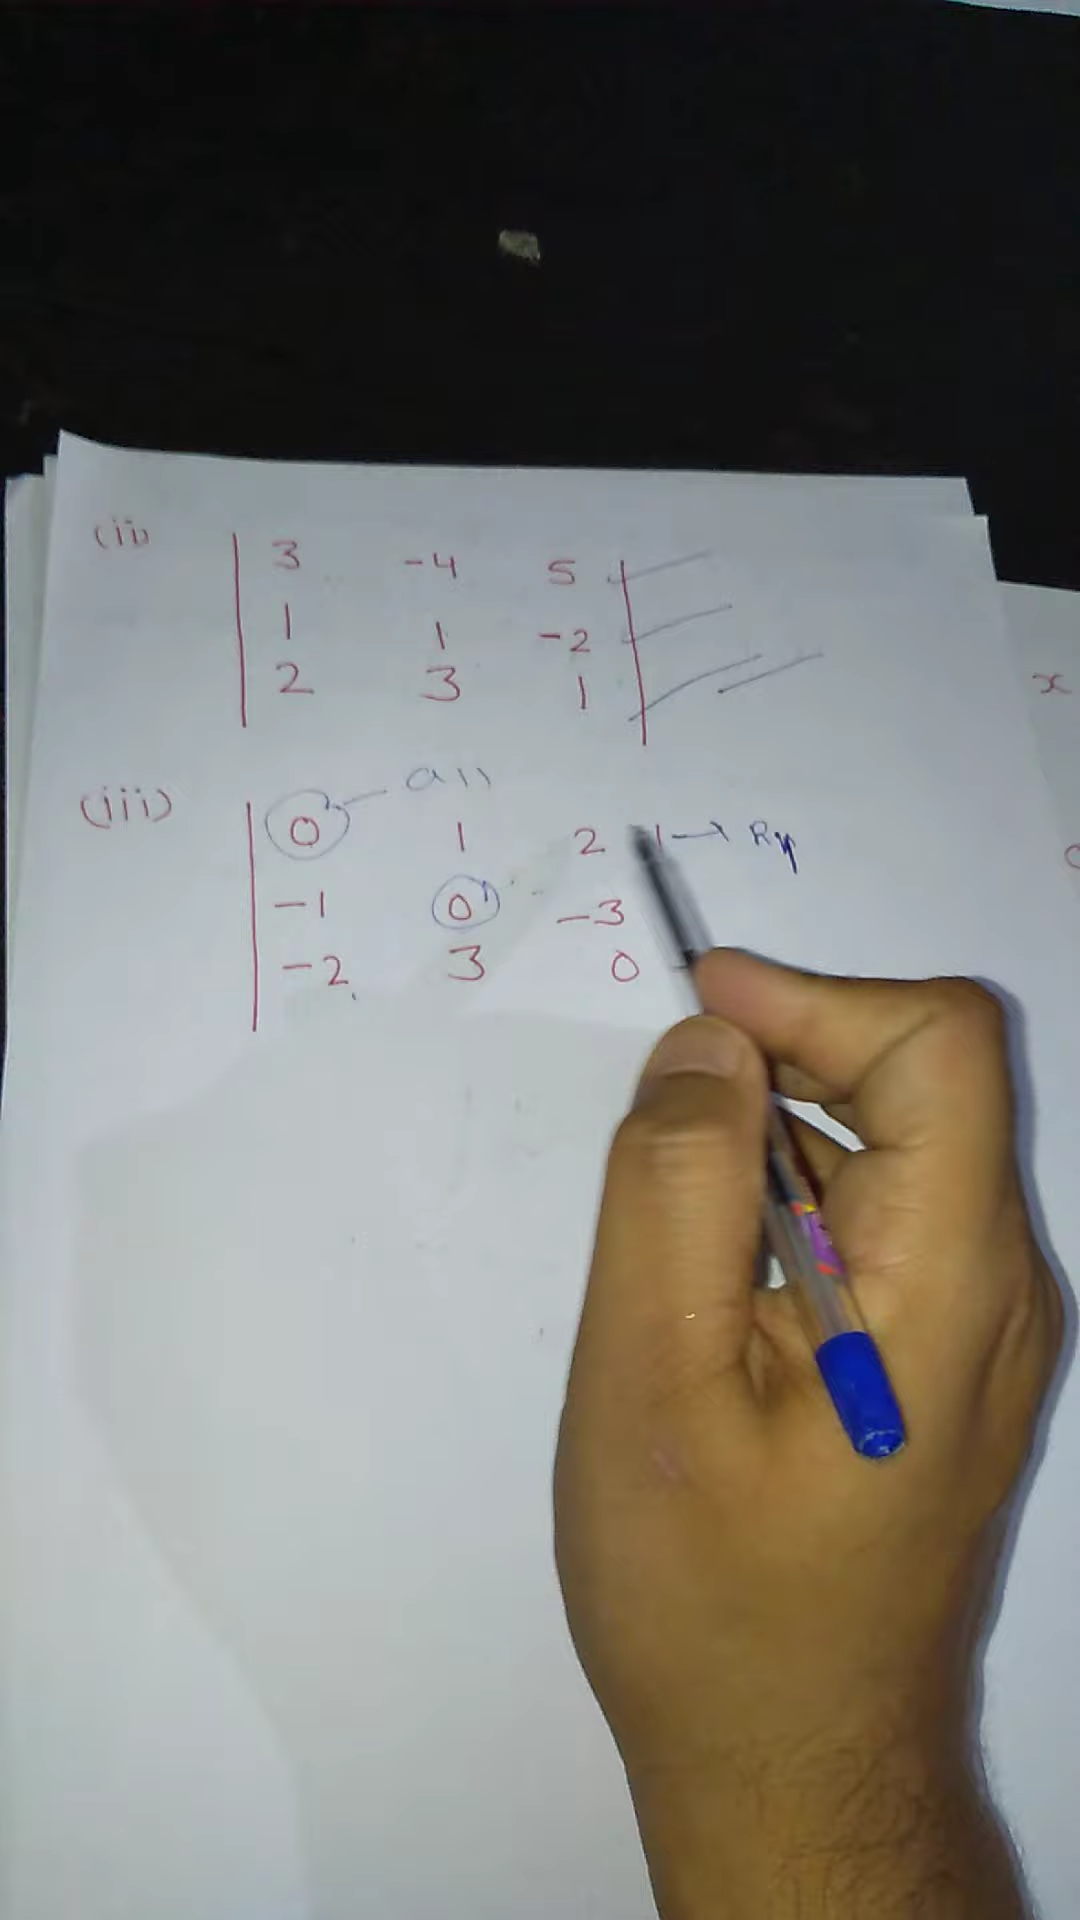 (ii)
| 3 -4 5 |
| 1 1 -2 |
| 2 3 1 |
(iii)
a11
| 0 1 2 | → R
| -1 0 -3
| -2 3 0
x